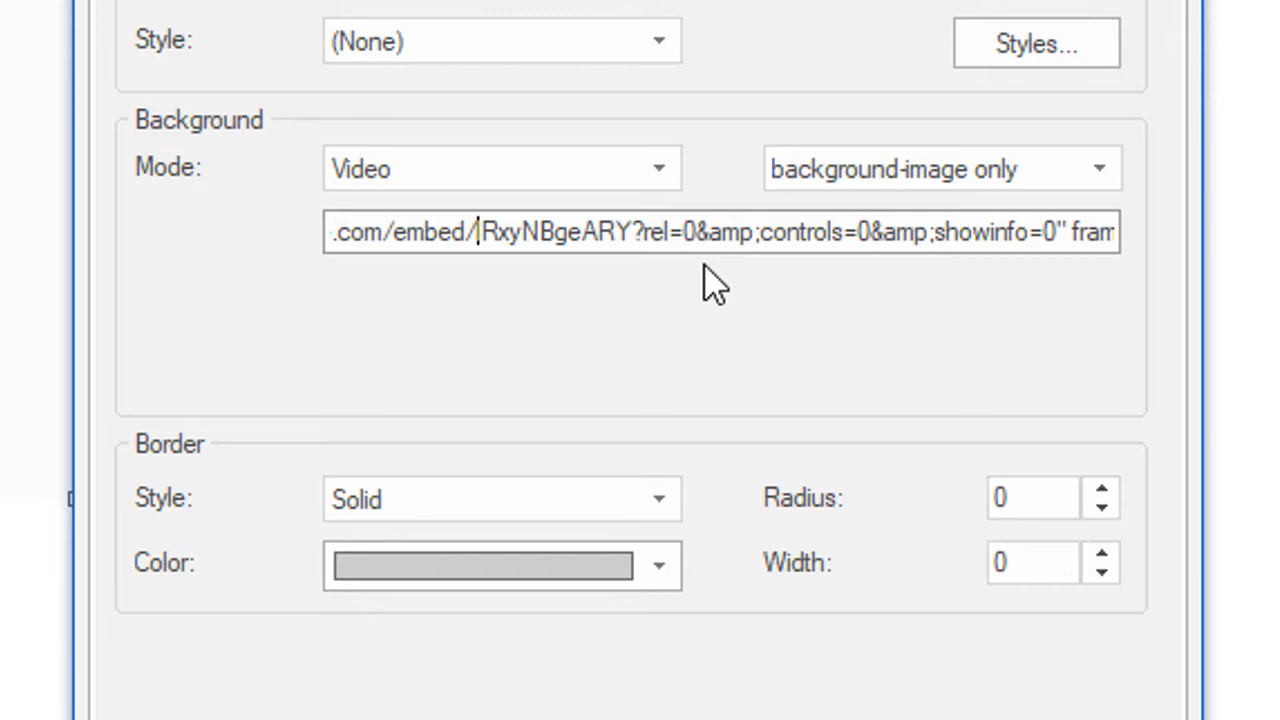 Style: (None) Styles...
Background
Mode: Video background-image only
.com/embed/RxyNBgeARY?rel=0&amp;controls=0&amp;showinfo=0" fram
Border
Style: Solid Radius: 0
Color: Width: 0